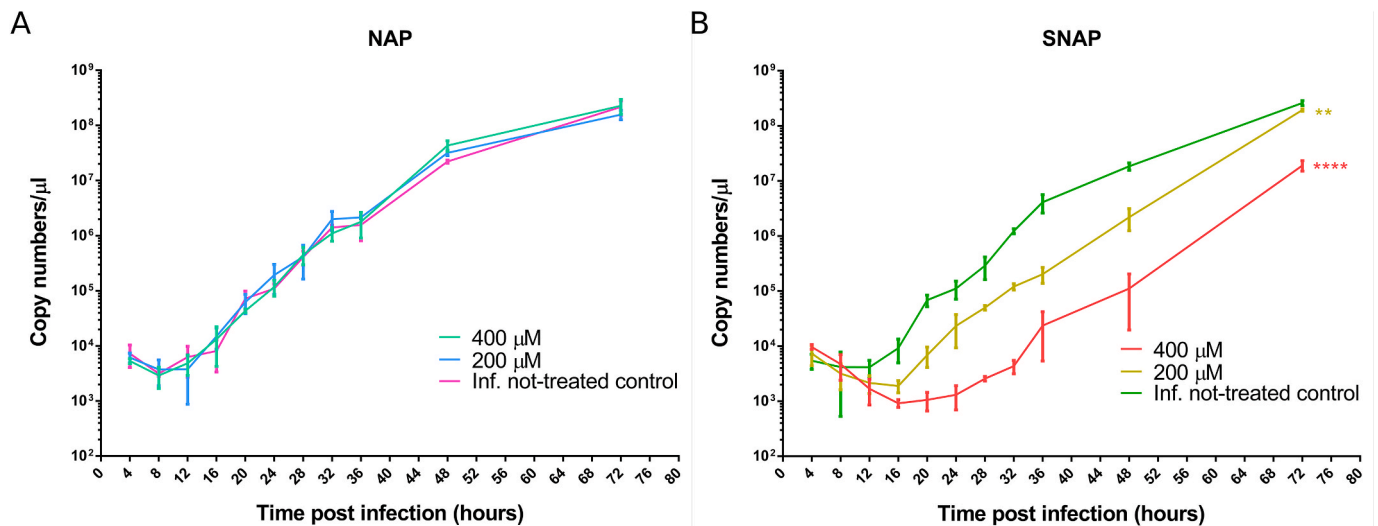 A
NAP
Copy numbers/μl
10⁹
10⁸
10⁷
10⁶
10⁵
10⁴
10³
10²
400 μM
200 μM
Inf. not-treated control
0 4 8 12 16 20 24 28 32 36 40 44 48 52 56 60 64 68 72 76 80
Time post infection (hours)
B
SNAP
Copy numbers/μl
10⁹
10⁸
10⁷
10⁶
10⁵
10⁴
10³
10²
**
****
400 μM
200 μM
Inf. not-treated control
0 4 8 12 16 20 24 28 32 36 40 44 48 52 56 60 64 68 72 76 80
Time post infection (hours)